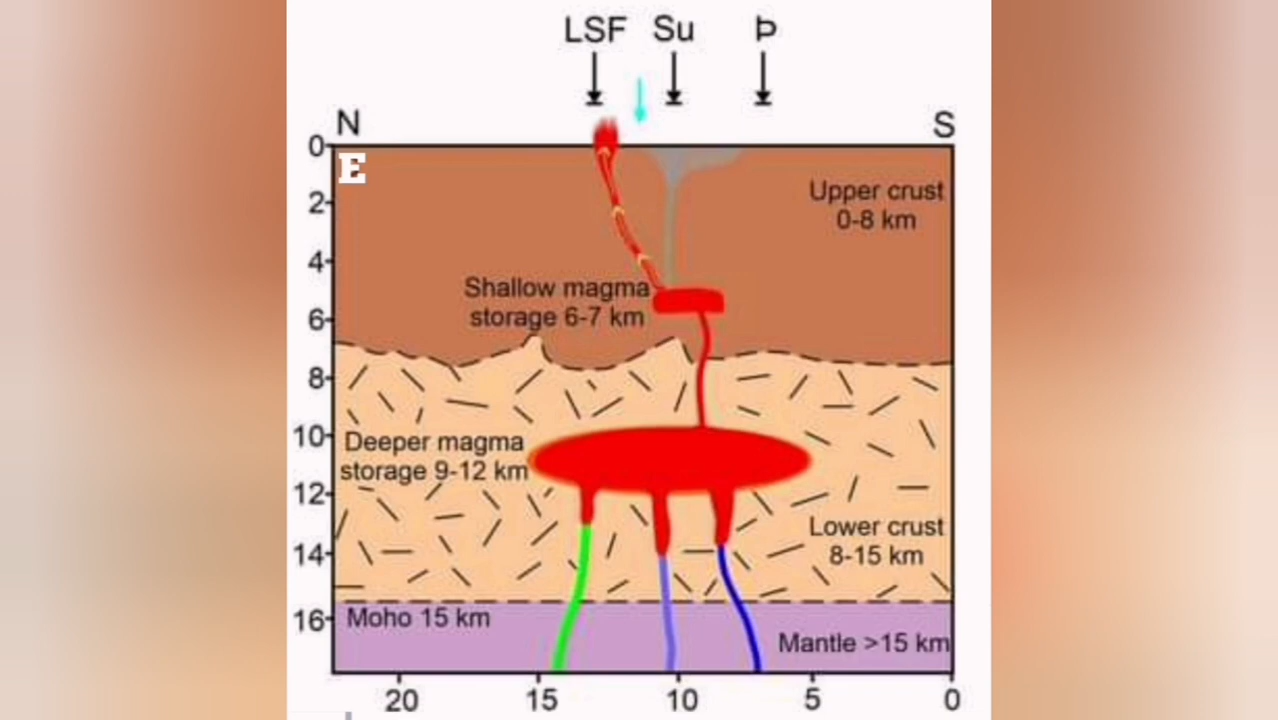 LSF Su Þ
N S
E
0
2
4
6
8
10
12
14
16
Upper crust
0-8 km
Shallow magma
storage 6-7 km
Deeper magma
storage 9-12 km
Lower crust
8-15 km
Moho 15 km
Mantle >15 km
20 15 10 5 0